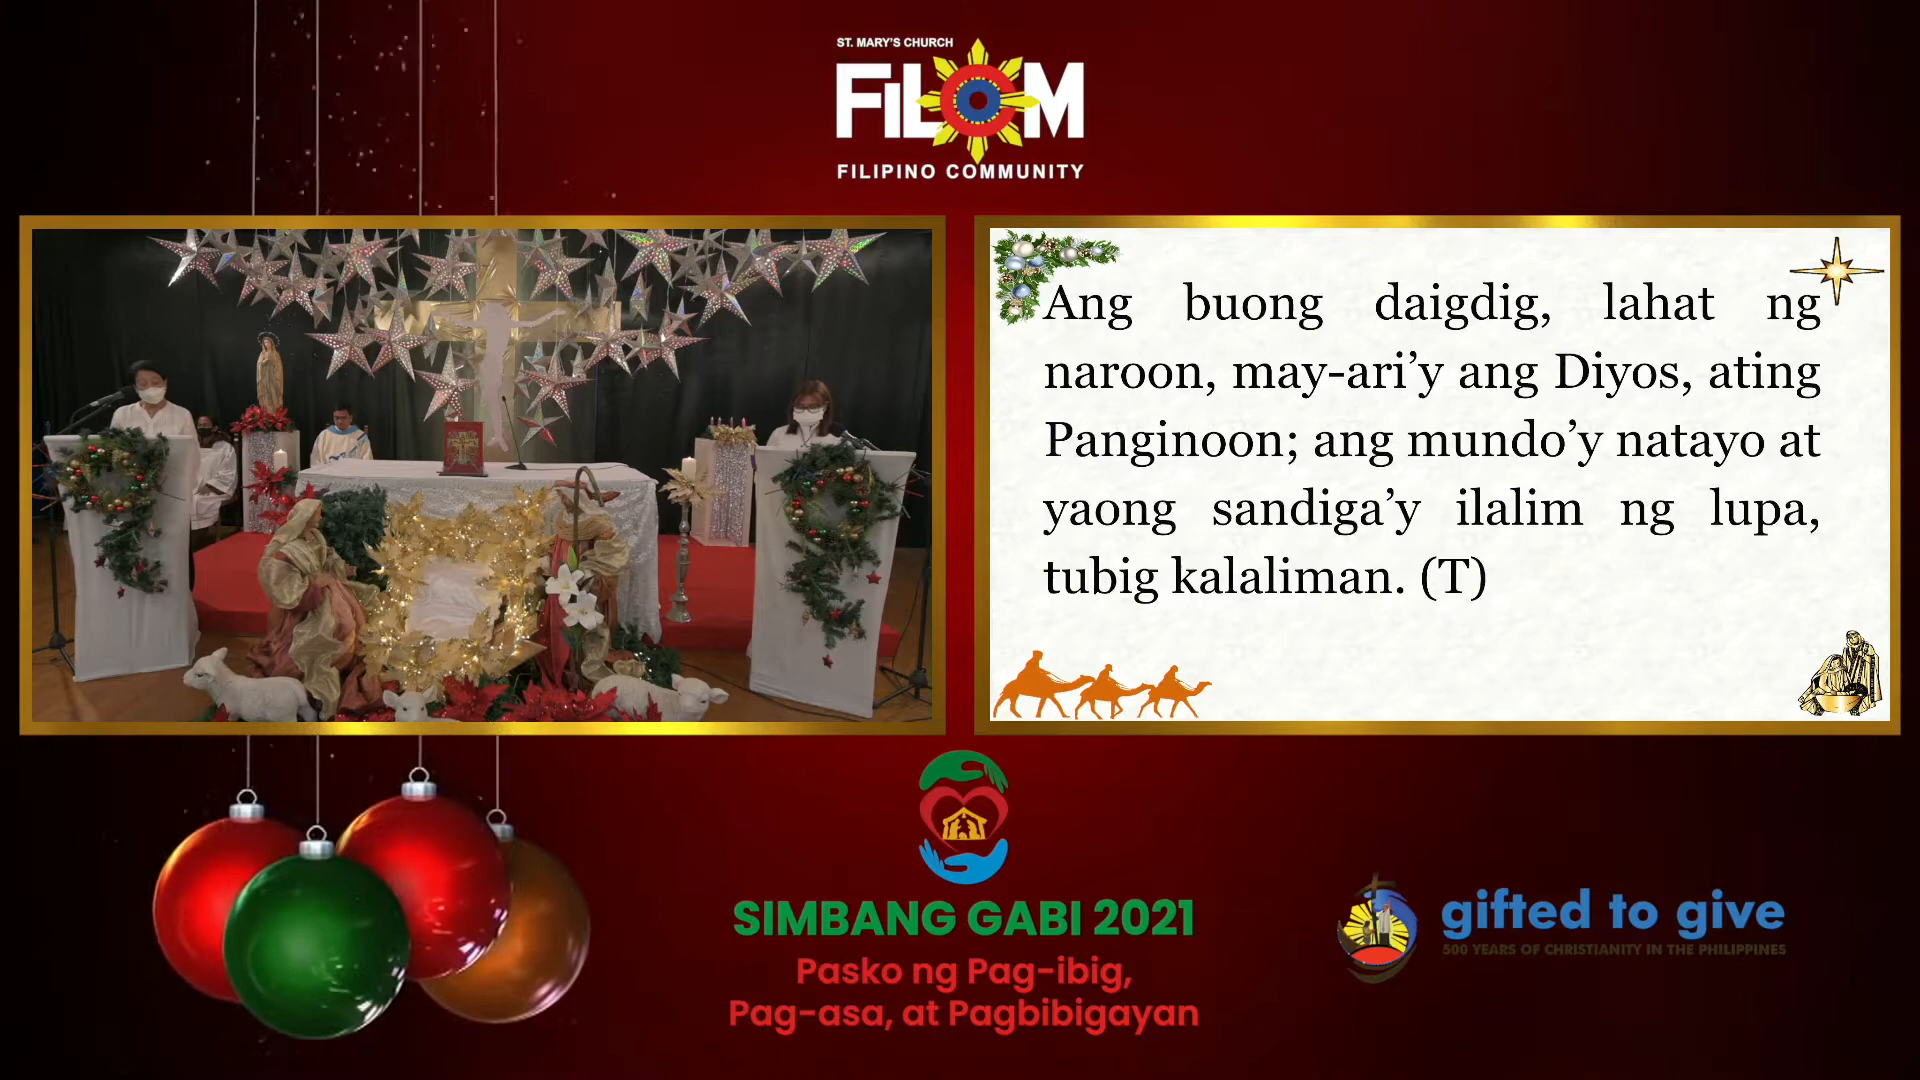 ST. MARY'S CHURCH
FiLCOM
FILIPINO COMMUNITY
Ang buong daigdig, lahat ng
naroon, may-ari’y ang Diyos, ating
Panginoon; ang mundo’y natayo at
yaong sandiga’y ilalim ng lupa,
tubig kalaliman. (T)
SIMBANG GABI 2021
Pasko ng Pag-ibig,
Pag-asa, at Pagbibigayan
gifted to give
500 YEARS OF CHRISTIANITY IN THE PHILIPPINES